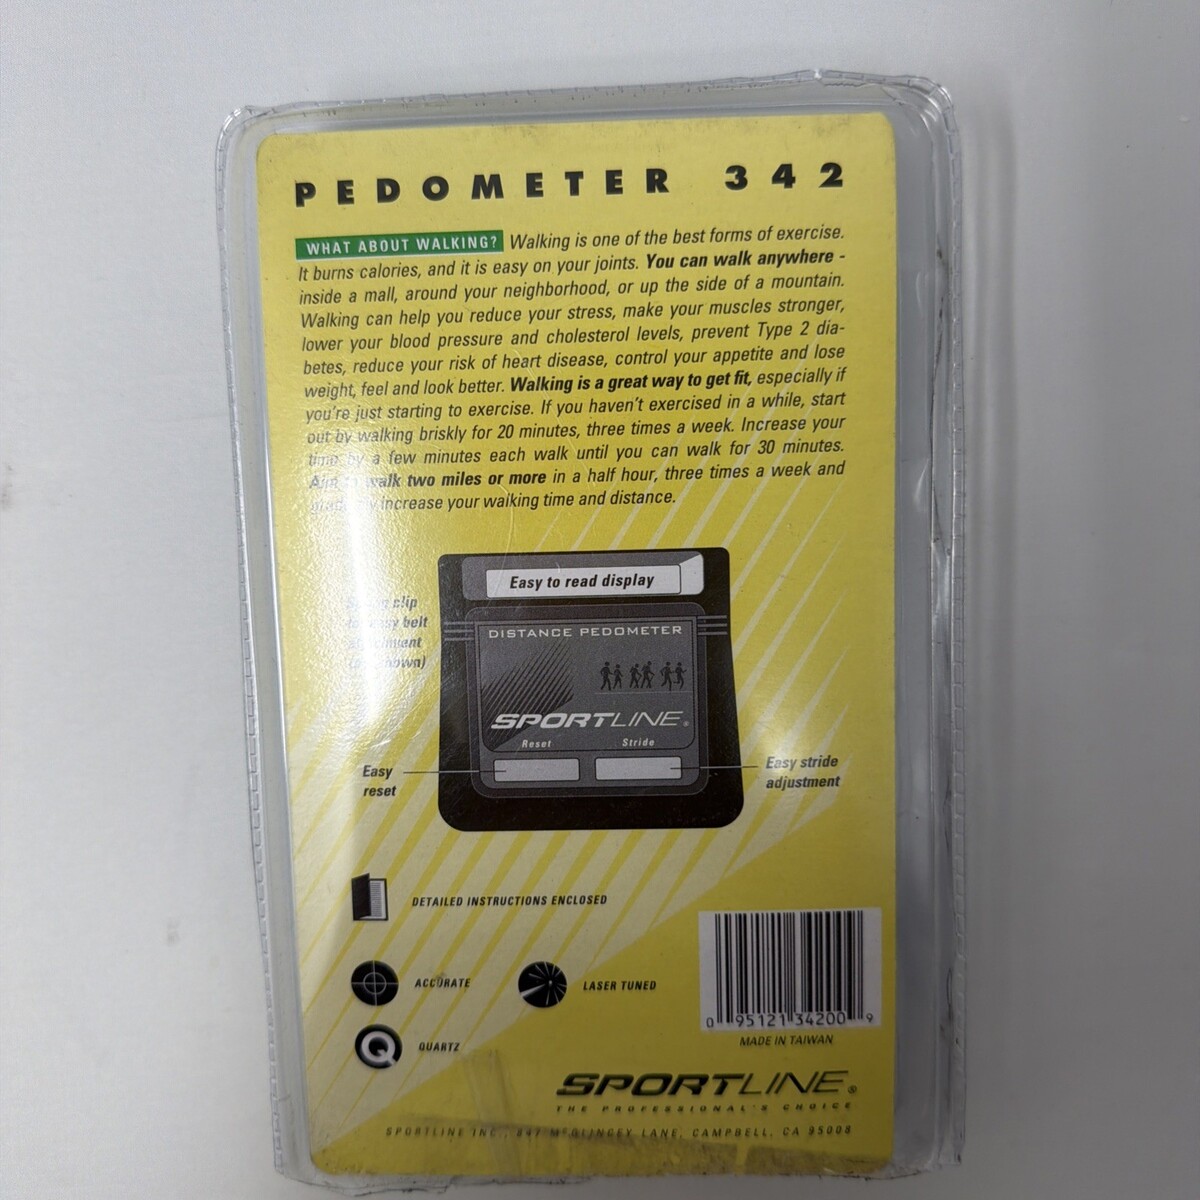 PEDOMETER 342
WHAT ABOUT WALKING? Walking is one of the best forms of exercise.
It burns calories, and it is easy on your joints. You can walk anywhere -
inside a mall, around your neighborhood, or up the side of a mountain.
Walking can help you reduce your stress, make your muscles stronger,
lower your blood pressure and cholesterol levels, prevent Type 2 dia-
betes, reduce your risk of heart disease, control your appetite and lose
weight, feel and look better. Walking is a great way to get fit, especially if
you're just starting to exercise. If you haven't exercised in a while, start
out by walking briskly for 20 minutes, three times a week. Increase your
time by a few minutes each walk until you can walk for 30 minutes.
Aim to walk two miles or more in a half hour, three times a week and
increase your walking time and distance.
Easy to read display
clip
easy belt
DISTANCE PEDOMETER
SPORTLINE®
Reset Stride
Easy
reset
Easy stride
adjustment
DETAILED INSTRUCTIONS ENCLOSED
ACCURATE
LASER TUNED
Q QUARTZ
0 95121 34200 9
MADE IN TAIWAN
SPORTLINE®
THE PROFESSIONAL'S CHOICE
SPORTLINE INC., 847 McGLINCEY LANE, CAMPBELL, CA 95008